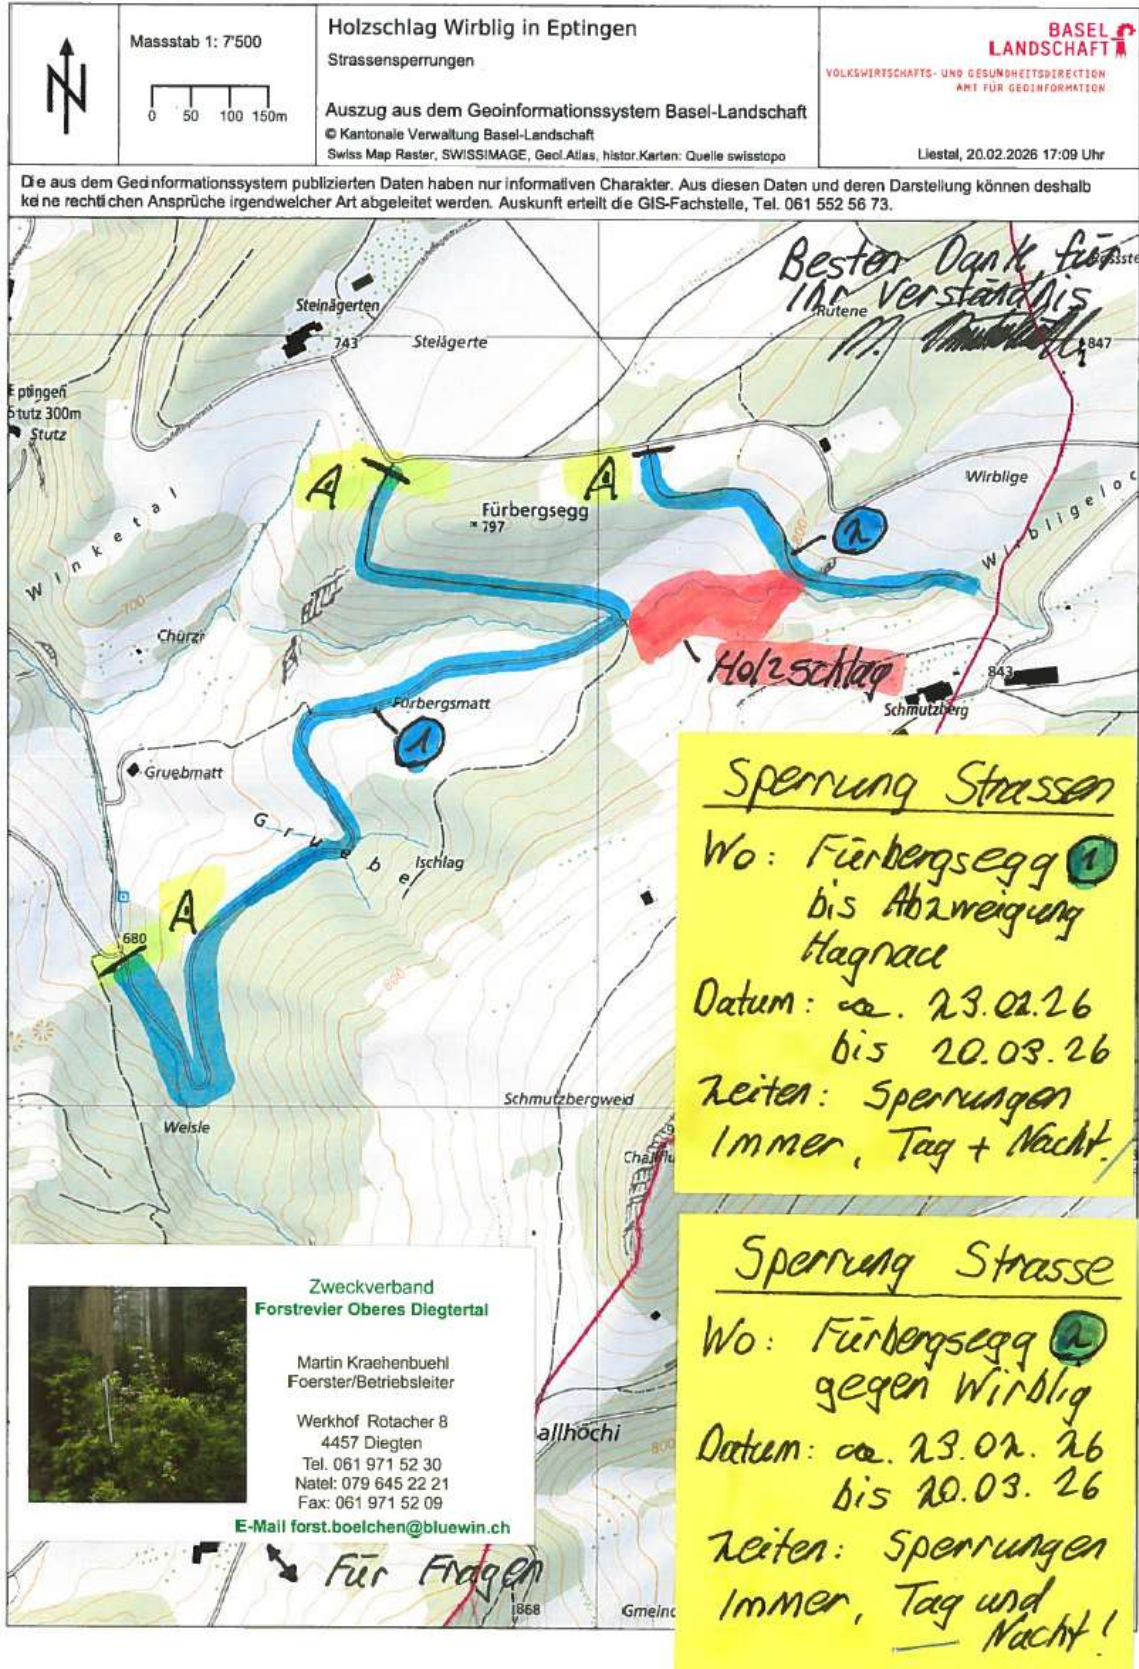 Massstab 1: 7'500
0 50 100 150m
Holzschlag Wirblig in Eptingen
Strassensperrungen
Auszug aus dem Geoinformationssystem Basel-Landschaft
© Kantonale Verwaltung Basel-Landschaft
Swiss Map Raster, SWISSIMAGE, Geol.Atlas, histor.Karten: Quelle swisstopo
BASEL
LANDSCHAFT
VOLKSWIRTSCHAFTS- UND GESUNDHEITSDIREKTION
AMT FÜR GEOINFORMATION
Liestal, 20.02.2026 17:09 Uhr
Die aus dem Geoinformationssystem publizierten Daten haben nur informativen Charakter. Aus diesen Daten und deren Darstellung können deshalb
keine rechtlichen Ansprüche irgendwelcher Art abgeleitet werden. Auskunft erteilt die GIS-Fachstelle, Tel. 061 552 56 73.
Besten Dank für
Ihr Verständnis
M.
Rütene
847
Steinägerten
743
Steiägerte
Eptingen
Stutz 300m
Stutz
A
A
Fürbergsegg
797
Wirblige
Wirbligeloc
2
800
Winketal
700
Chürzi
Holzschlag
843
Schmutzberg
Fürbergsmatt
1
Gruebmatt
Gruebe
Ischlag
A
680
800
Weisle
Schmutzbergweid
Sperrung Strassen
Wo: Fürbergsegg 1
bis Abzweigung
Hagnau
Datum: ca. 23.02.26
bis 20.03.26
Zeiten: Sperrungen
Immer, Tag + Nacht.
Sperrung Strasse
Wo: Fürbergsegg 2
gegen Wirblig
Datum: ca. 23.02.26
bis 20.03.26
Zeiten: Sperrungen
Immer, Tag und
Nacht!
Zweckverband
Forstrevier Oberes Diegtertal
Martin Kraehenbuehl
Foerster/Betriebsleiter
Werkhof Rotacher 8
4457 Diegten
Tel. 061 971 52 30
Natel: 079 645 22 21
Fax: 061 971 52 09
E-Mail forst.boelchen@bluewin.ch
allhöchi
800
Für Fragen
868
Gmeind